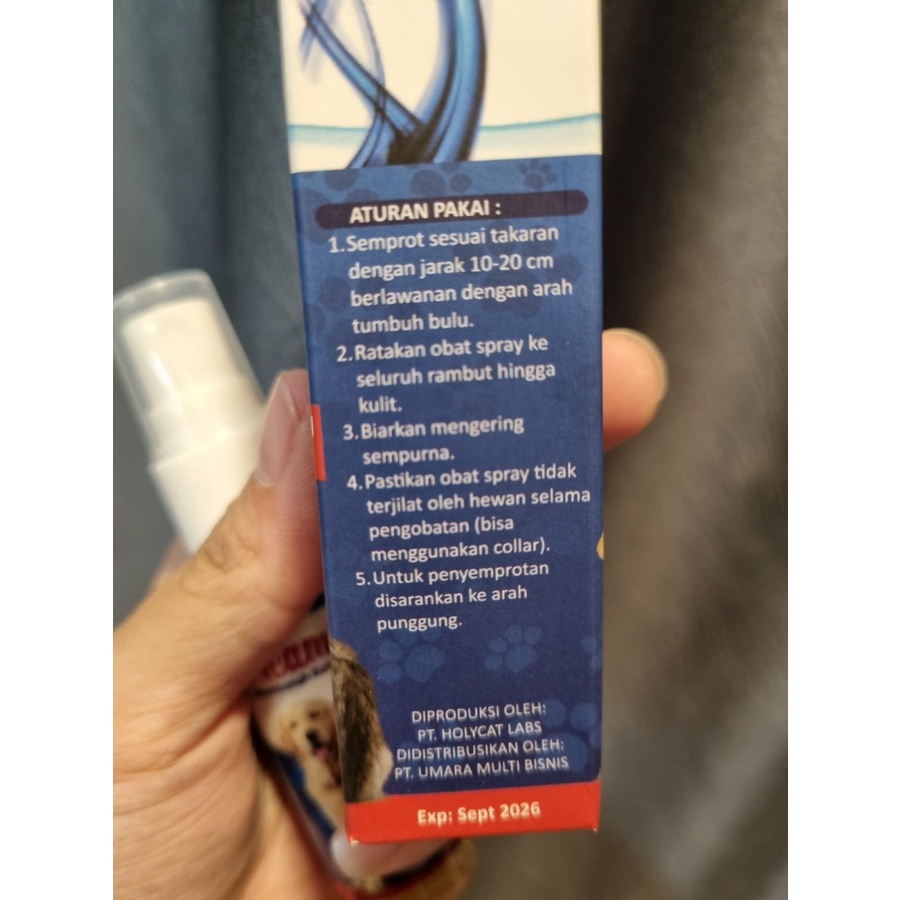 ATURAN PAKAI :
1. Semprot sesuai takaran
dengan jarak 10-20 cm
berlawanan dengan arah
tumbuh bulu.
2. Ratakan obat spray ke
seluruh rambut hingga
kulit.
3. Biarkan mengering
sempurna.
4. Pastikan obat spray tidak
terjilat oleh hewan selama
pengobatan (bisa
menggunakan collar).
5. Untuk penyemprotan
disarankan ke arah
punggung.
DIPRODUKSI OLEH:
PT. HOLYCAT LABS
DIDISTRIBUSIKAN OLEH:
PT. UMARA MULTI BISNIS
Exp: Sept 2026